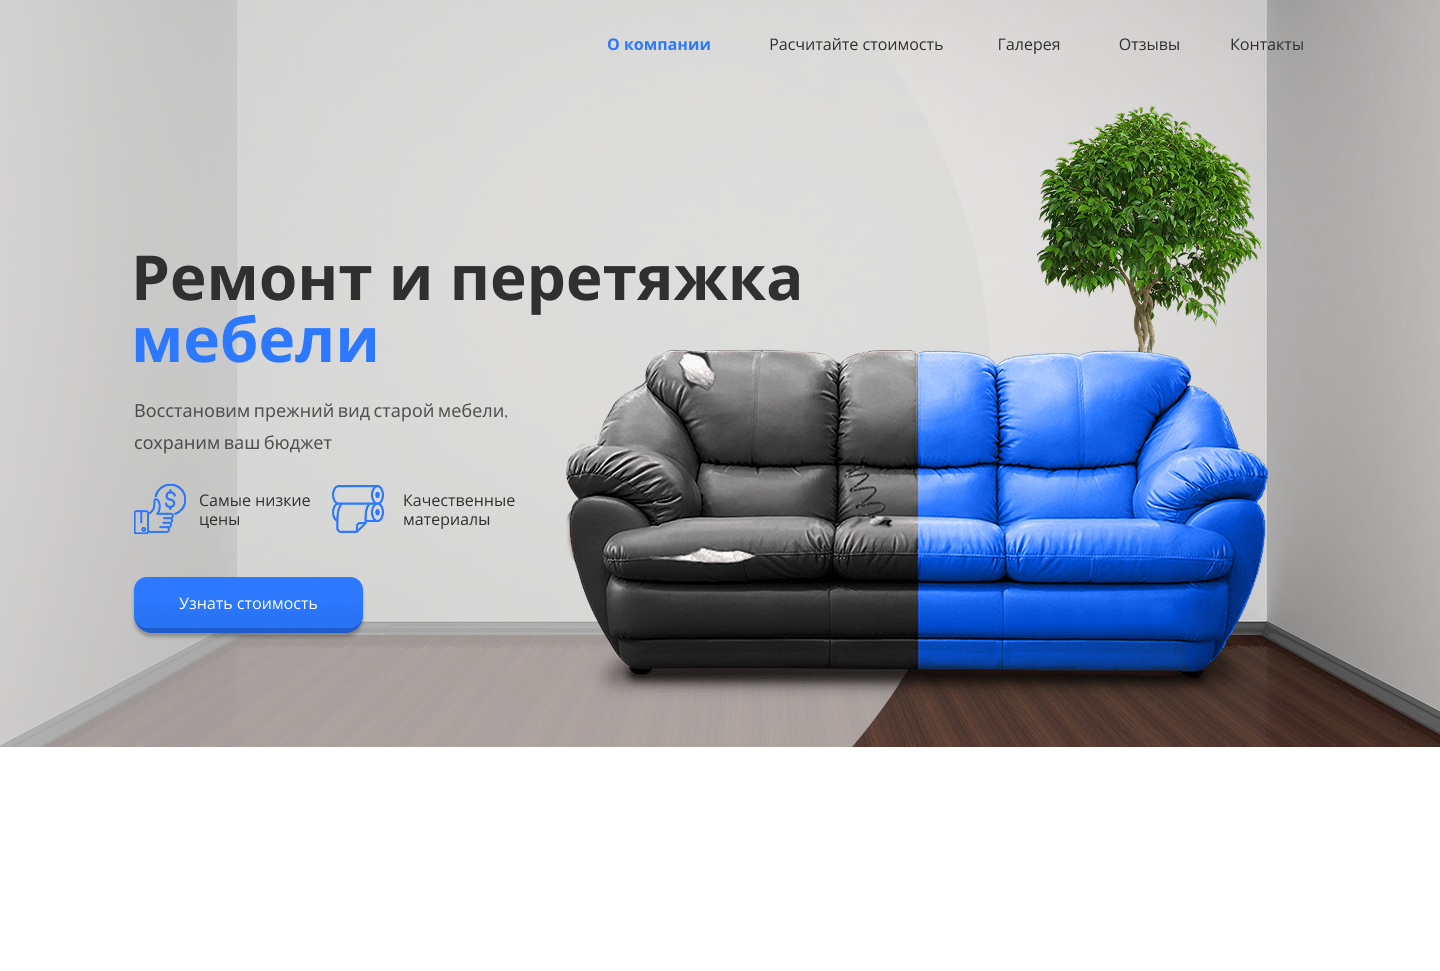 О компании
Расчитайте стоимость
Галерея
Отзывы
Контакты
Ремонт и перетяжка
мебели
Восстановим прежний вид старой мебели,
сохраним ваш бюджет
Самые низкие
цены
Качественные
материалы
Узнать стоимость